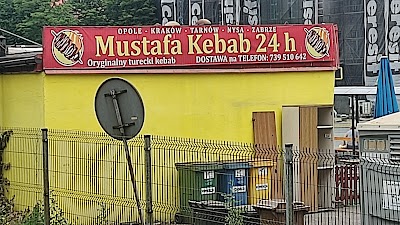 OPOLE · KRAKÓW · TARNÓW · NYSA · ZABRZE
Mustafa Kebab 24 h
Oryginalny turecki kebab DOSTAWA na TELEFON: 739 510 642